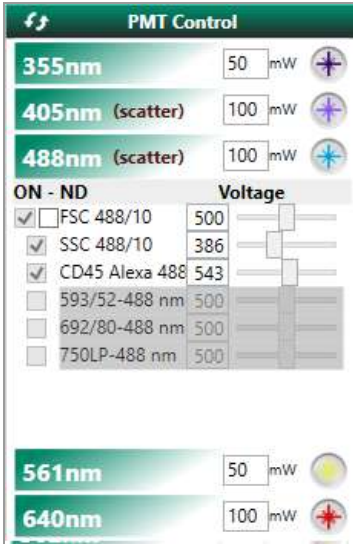 PMT Control
355nm 50 mW
405nm (scatter) 100 mW
488nm (scatter) 100 mW
ON - ND Voltage
FSC 488/10 500
SSC 488/10 386
CD45 Alexa 488 543
593/52-488 nm 500
692/80-488 nm 500
750LP-488 nm 500
561nm 50 mW
640nm 100 mW